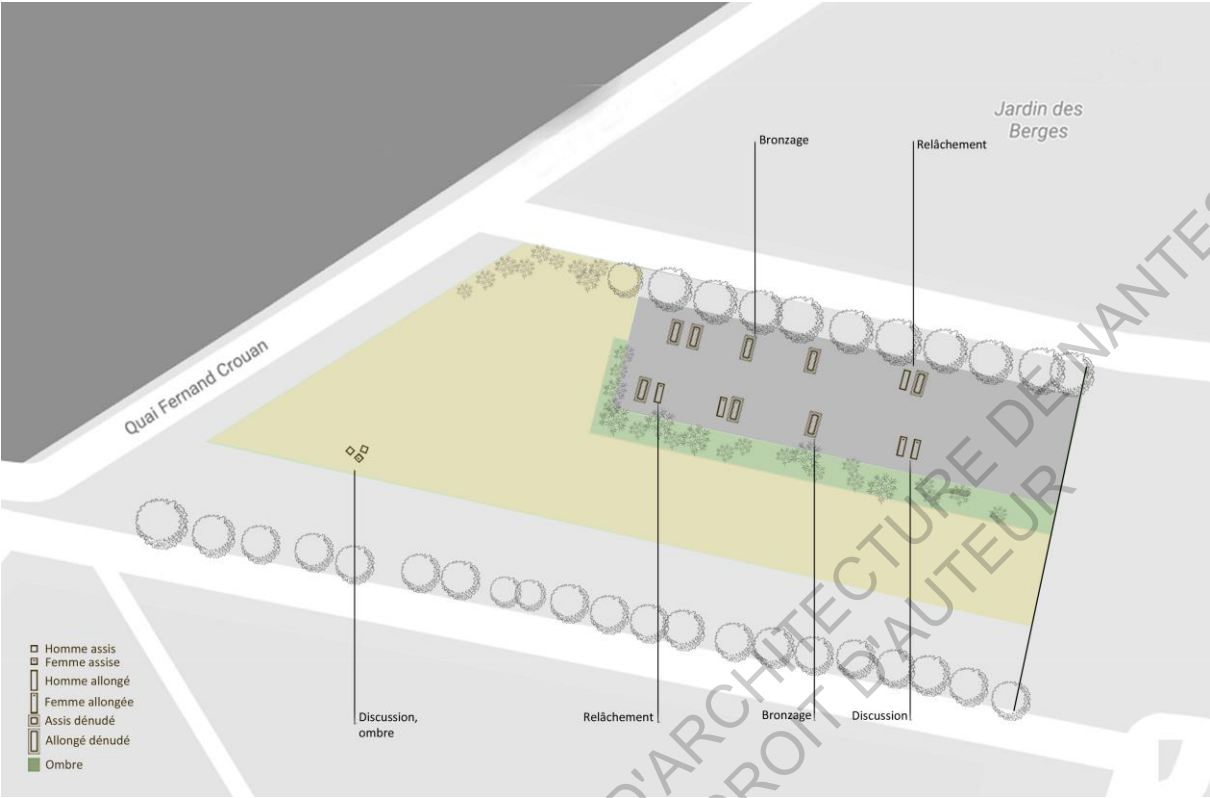 Jardin des
Berges
Bronzage
Relâchement
Quai Fernand Crouan
Homme assis
Femme assise
Homme allongé
Femme allongée
Assis dénudé
Allongé dénudé
Ombre
Discussion,
ombre
Relâchement
Bronzage
Discussion
D'ARCHITECTURE DE NANTES
DROIT D'AUTEUR